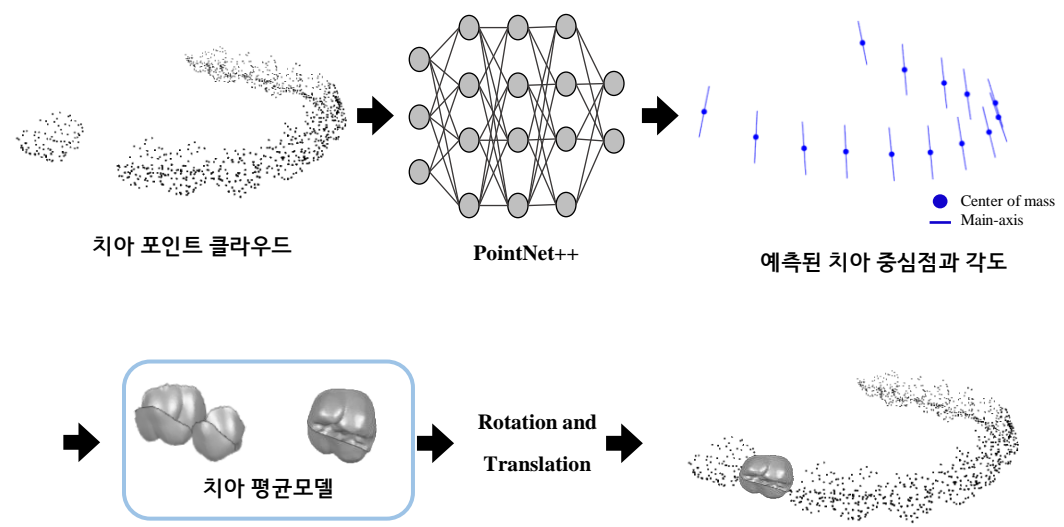 치아 포인트 클라우드
PointNet++
Center of mass
Main-axis
예측된 치아 중심점과 각도
치아 평균모델
Rotation and
Translation